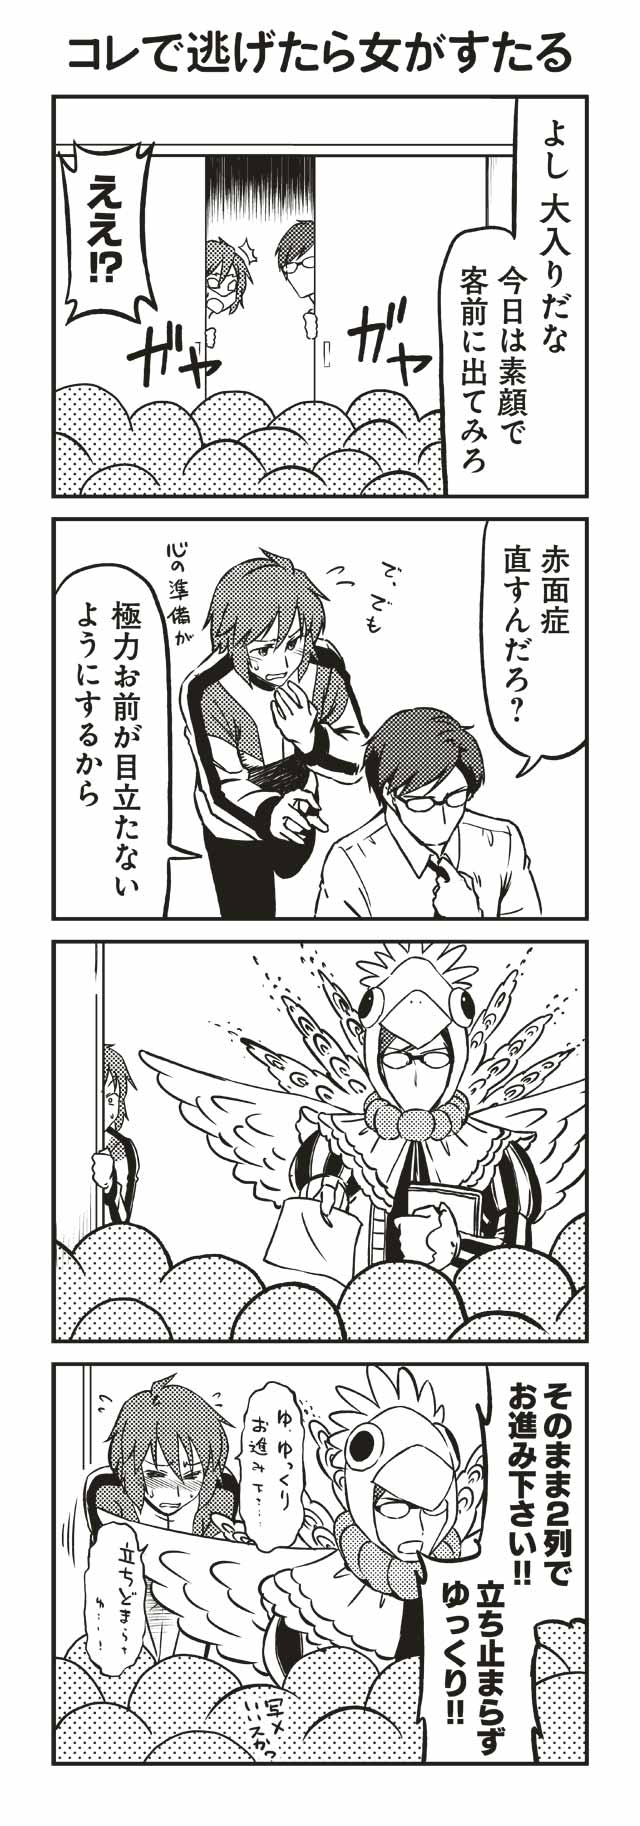 コレで逃げたら女がすたる
よし 大入りだな
今日は素顔で
客前に出てみろ
ガヤ
ガヤ
ええ!?
赤面症
直すんだろ？
で、でも
心の準備が
極力お前が目立たない
ようにするから
そのまま2列で
お進み下さい!!
立ち止まらず
ゆっくり!!
ゆ、ゆっくり
お進み下…
立ちどまらず
ゆ…
写メ
いいスか？